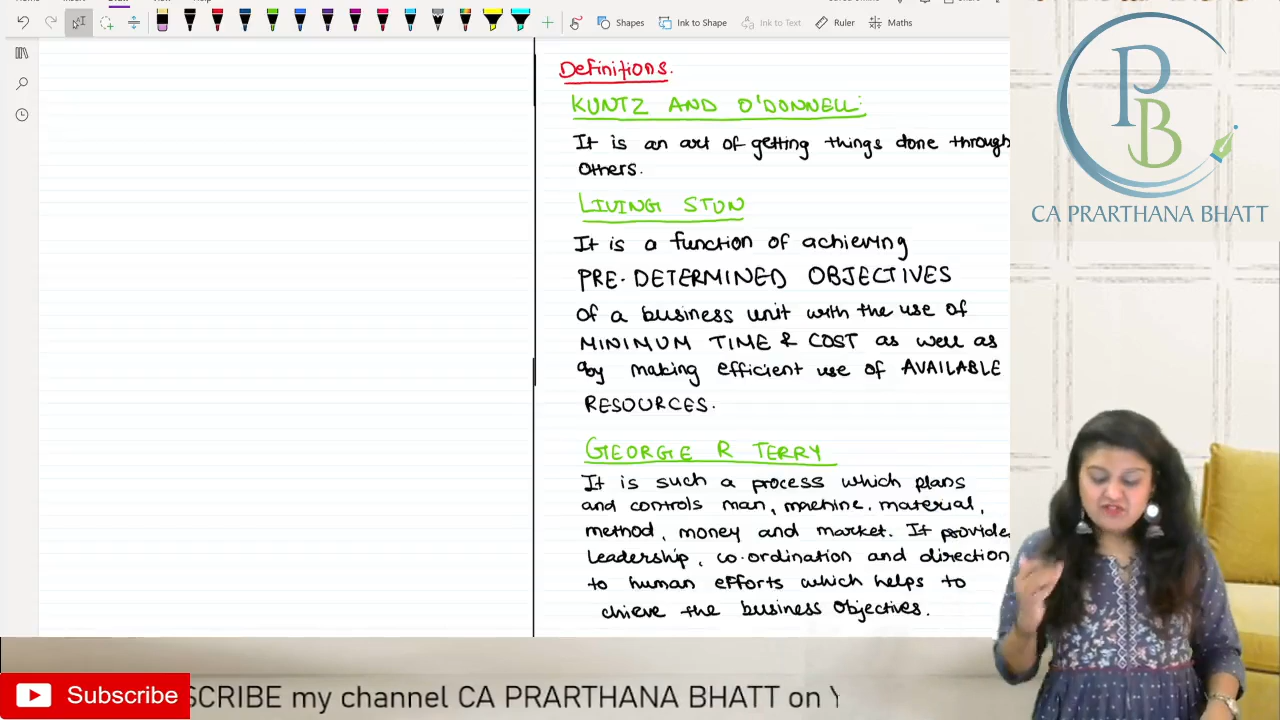 Shapes
Ink to Shape
Ink to Text
Ruler
Maths
Definitions.
KUNTZ AND O'DONNELL:
It is an art of getting things done through
others.
LIVING STON
It is a function of achieving
PRE-DETERMINED OBJECTIVES
of a business unit with the use of
MINIMUM TIME & COST as well as
by making efficient use of AVAILABLE
RESOURCES.
GEORGE R TERRY
It is such a process which plans
and controls man, machine, material,
method, money and market. It provide
leadership, co-ordination and direction
to human efforts which helps to
chieve the business objectives.
PB
CA PRARTHANA BHATT
Subscribe
SCRIBE my channel CA PRARTHANA BHATT on Y